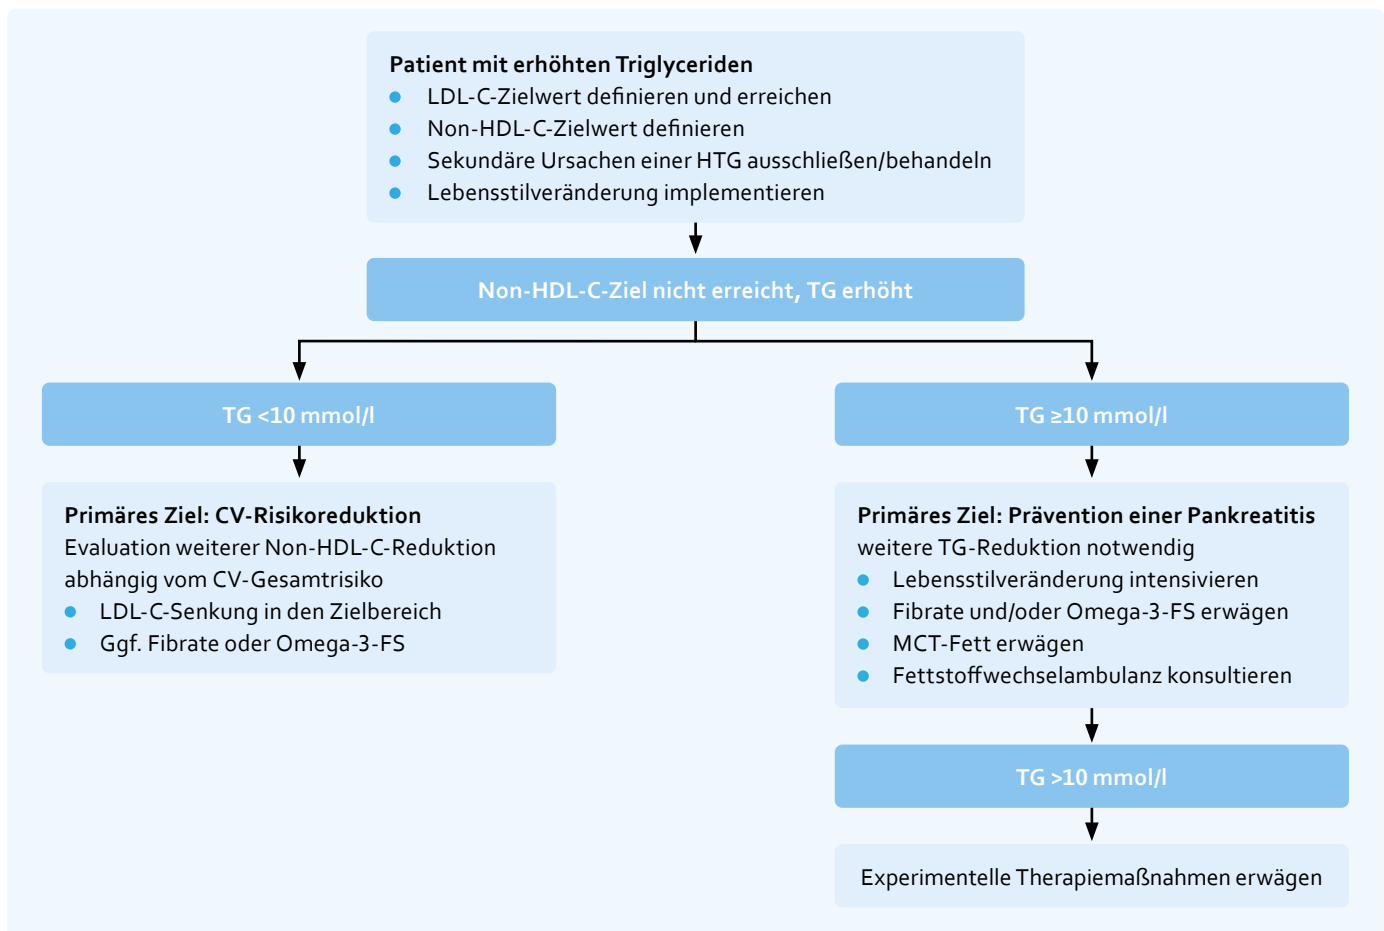 Patient mit erhöhten Triglyceriden
● LDL-C-Zielwert definieren und erreichen
● Non-HDL-C-Zielwert definieren
● Sekundäre Ursachen einer HTG ausschließen/behandeln
● Lebensstilveränderung implementieren
Non-HDL-C-Ziel nicht erreicht, TG erhöht
TG <10 mmol/l
Primäres Ziel: CV-Risikoreduktion
Evaluation weiterer Non-HDL-C-Reduktion
abhängig vom CV-Gesamtrisiko
● LDL-C-Senkung in den Zielbereich
● Ggf. Fibrate oder Omega-3-FS
TG ≥10 mmol/l
Primäres Ziel: Prävention einer Pankreatitis
weitere TG-Reduktion notwendig
● Lebensstilveränderung intensivieren
● Fibrate und/oder Omega-3-FS erwägen
● MCT-Fett erwägen
● Fettstoffwechselambulanz konsultieren
TG >10 mmol/l
Experimentelle Therapiemaßnahmen erwägen